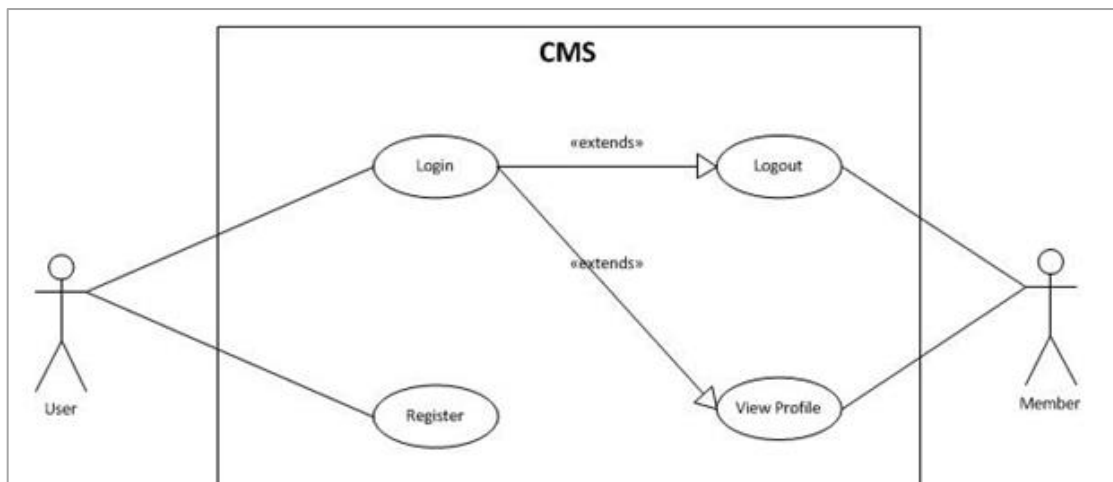 CMS
«extends»
Login
Logout
«extends»
User
Register
View Profile
Member